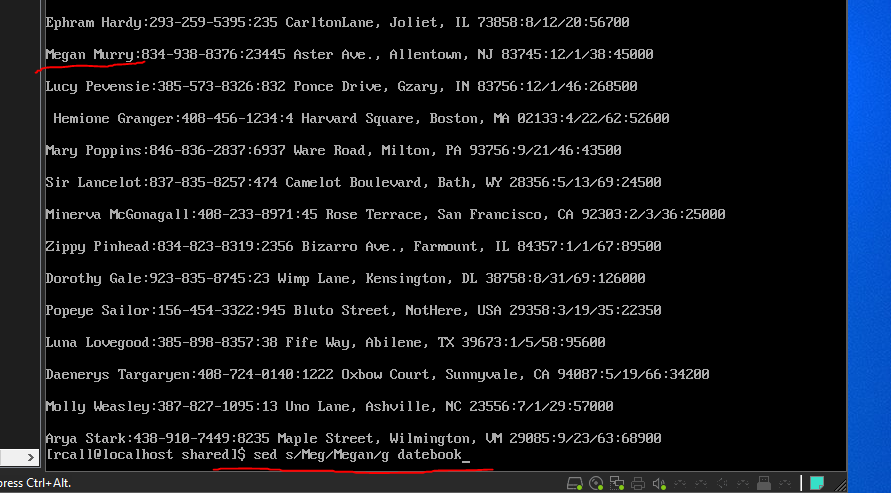 Ephram Hardy:293-259-5395:235 CarltonLane, Joliet, IL 73858:8/12/20:56700
Megan Murry:834-938-8376:23445 Aster Ave., Allentown, NJ 83745:12/1/38:45000
Lucy Pevensie:385-573-8326:832 Ponce Drive, Gzary, IN 83756:12/1/46:268500
Hemione Granger:408-456-1234:4 Harvard Square, Boston, MA 02133:4/22/62:52600
Mary Poppins:846-836-2837:6937 Ware Road, Milton, PA 93756:9/21/46:43500
Sir Lancelot:837-835-8257:474 Camelot Boulevard, Bath, WY 28356:5/13/69:24500
Minerva McGonagall:408-233-8971:45 Rose Terrace, San Francisco, CA 92303:2/3/36:25000
Zippy Pinhead:834-823-8319:2356 Bizarro Ave., Farmount, IL 84357:1/1/67:89500
Dorothy Gale:923-835-8745:23 Wimp Lane, Kensington, DL 38758:8/31/69:126000
Popeye Sailor:156-454-3322:945 Bluto Street, NotHere, USA 29358:3/19/35:22350
Luna Lovegood:385-898-8357:38 Fife Way, Abilene, TX 39673:1/5/58:95600
Daenerys Targaryen:408-724-0140:1222 Oxbow Court, Sunnyvale, CA 94087:5/19/66:34200
Molly Weasley:387-827-1095:13 Uno Lane, Ashville, NC 23556:7/1/29:57000
Arya Stark:438-910-7449:8235 Maple Street, Wilmington, VM 29085:9/23/63:68900
[rcall@localhost shared]$ sed s/Meg/Megan/g datebook_
press Ctrl+Alt.